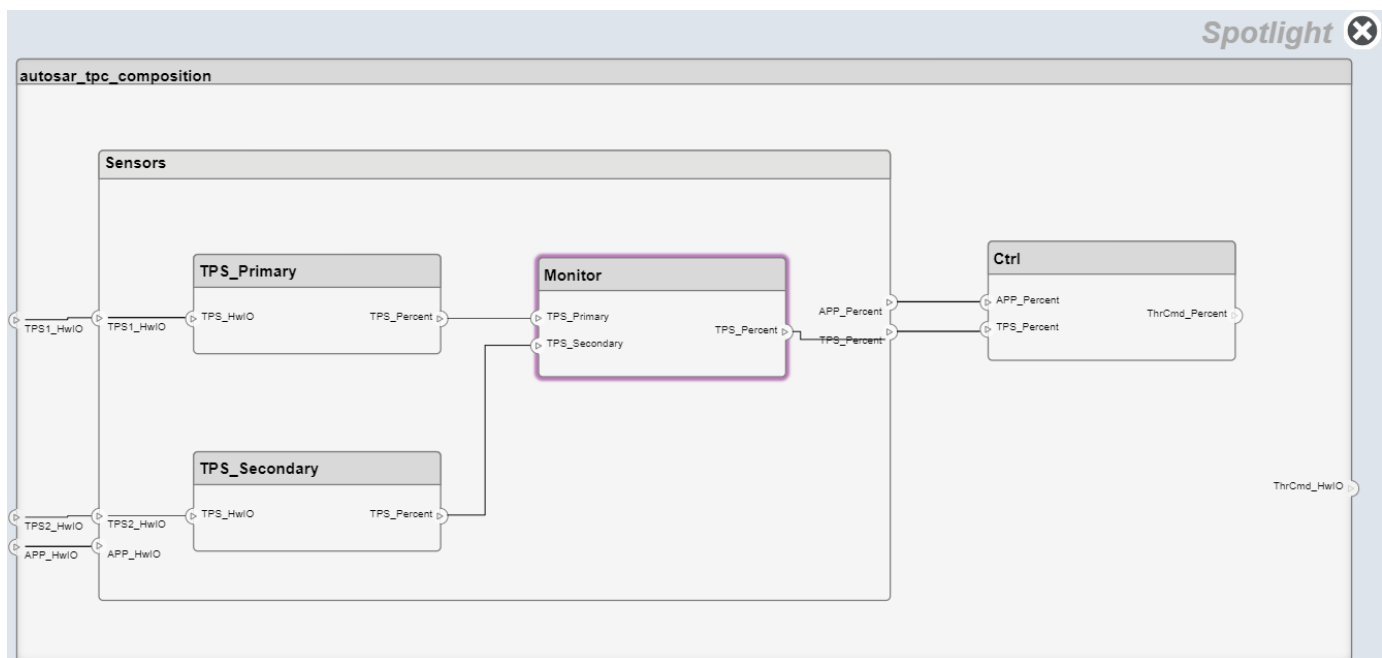 Spotlight
autosar_tpc_composition
Sensors
TPS_Primary
TPS_HwIO
TPS_Percent
Monitor
TPS_Primary
TPS_Secondary
TPS_Percent
Ctrl
APP_Percent
TPS_Percent
ThrCmd_Percent
TPS1_HwIO
TPS1_HwIO
APP_Percent
TPS_Percent
TPS_Secondary
TPS_HwIO
TPS_Percent
TPS2_HwIO
TPS2_HwIO
APP_HwIO
APP_HwIO
ThrCmd_HwIO